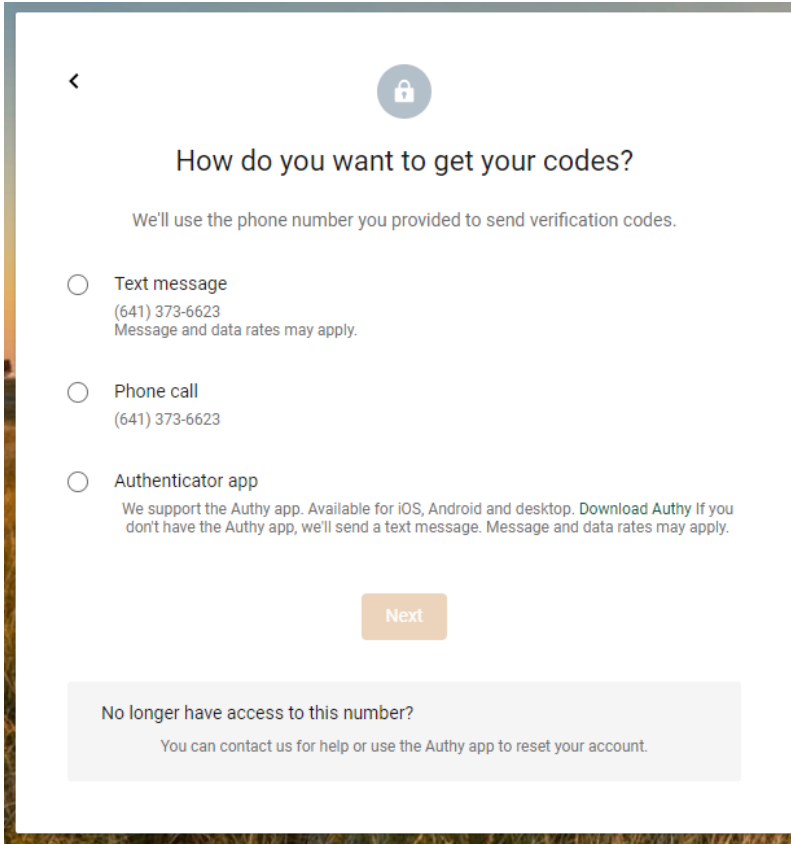 How do you want to get your codes?
We'll use the phone number you provided to send verification codes.
Text message
(641) 373-6623
Message and data rates may apply.
Phone call
(641) 373-6623
Authenticator app
We support the Authy app. Available for iOS, Android and desktop. Download Authy If you
don't have the Authy app, we'll send a text message. Message and data rates may apply.
Next
No longer have access to this number?
You can contact us for help or use the Authy app to reset your account.